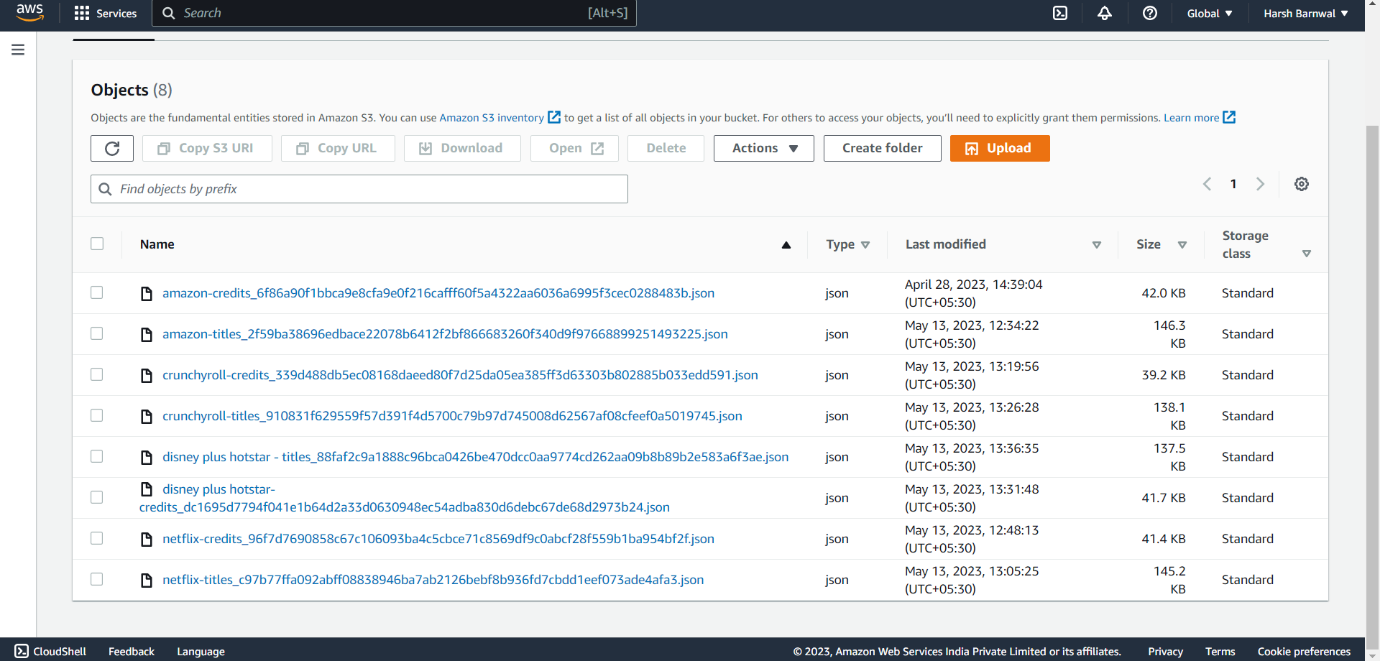 aws
Services
Search
[Alt+S]
Global
Harsh Barnwal
Objects (8)
Objects are the fundamental entities stored in Amazon S3. You can use Amazon S3 inventory to get a list of all objects in your bucket. For others to access your objects, you'll need to explicitly grant them permissions. Learn more
Copy S3 URI
Copy URL
Download
Open
Delete
Actions
Create folder
Upload
Find objects by prefix
1
Name
Type
Last modified
Size
Storage
class
amazon-credits_6f86a90f1bbca9e8cfa9e0f216cafff60f5a4322aa6036a6995f3cec0288483b.json
json
April 28, 2023, 14:39:04
(UTC+05:30)
42.0 KB
Standard
amazon-titles_2f59ba38696edbace22078b6412f2bf866683260f340d9f97668899251493225.json
json
May 13, 2023, 12:34:22
(UTC+05:30)
146.3
KB
Standard
crunchyroll-credits_339d488db5ec08168daeed80f7d25da05ea385ff3d63303b802885b033edd591.json
json
May 13, 2023, 13:19:56
(UTC+05:30)
39.2 KB
Standard
crunchyroll-titles_910831f629559f57d391f4d5700c79b97d745008d62567af08cfeef0a5019745.json
json
May 13, 2023, 13:26:28
(UTC+05:30)
138.1
KB
Standard
disney plus hotstar - titles_88faf2c9a1888c96bca0426be470dcc0aa9774cd262aa09b8b89b2e583a6f3ae.json
json
May 13, 2023, 13:36:35
(UTC+05:30)
137.5
KB
Standard
disney plus hotstar-
credits_dc1695d7794f041e1b64d2a33d0630948ec54adba830d6debc67de68d2973b24.json
json
May 13, 2023, 13:31:48
(UTC+05:30)
41.7 KB
Standard
netflix-credits_96f7d7690858c67c106093ba4c5cbce71c8569df9c0abcf28f559b1ba954bf2f.json
json
May 13, 2023, 12:48:13
(UTC+05:30)
41.4 KB
Standard
netflix-titles_c97b77ffa092abff08838946ba7ab2126bebf8b936fd7cbdd1eef073ade4afa3.json
json
May 13, 2023, 13:05:25
(UTC+05:30)
145.2
KB
Standard
CloudShell
Feedback
Language
© 2023, Amazon Web Services India Private Limited or its affiliates.
Privacy
Terms
Cookie preferences